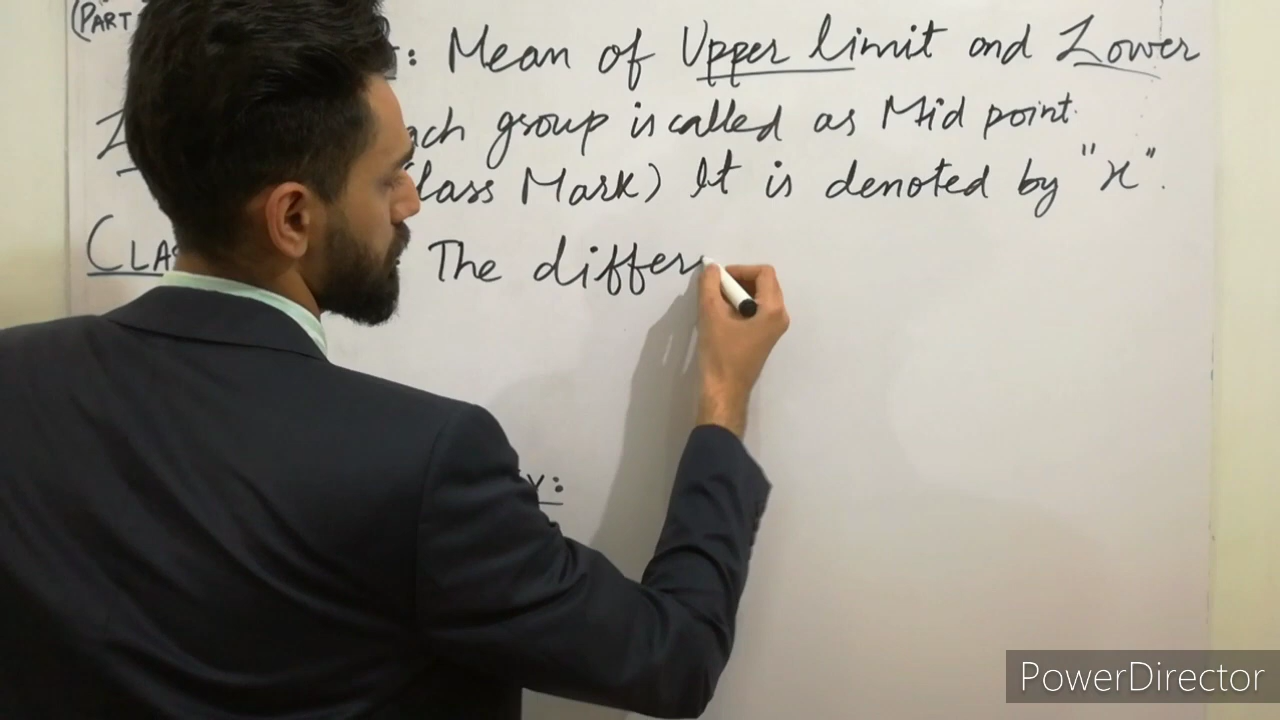 (PART
: Mean of Upper limit and Lower
ach group is called as Mid point.
lass Mark) It is denoted by "x".
CLAS The differ
Y:
PowerDirector